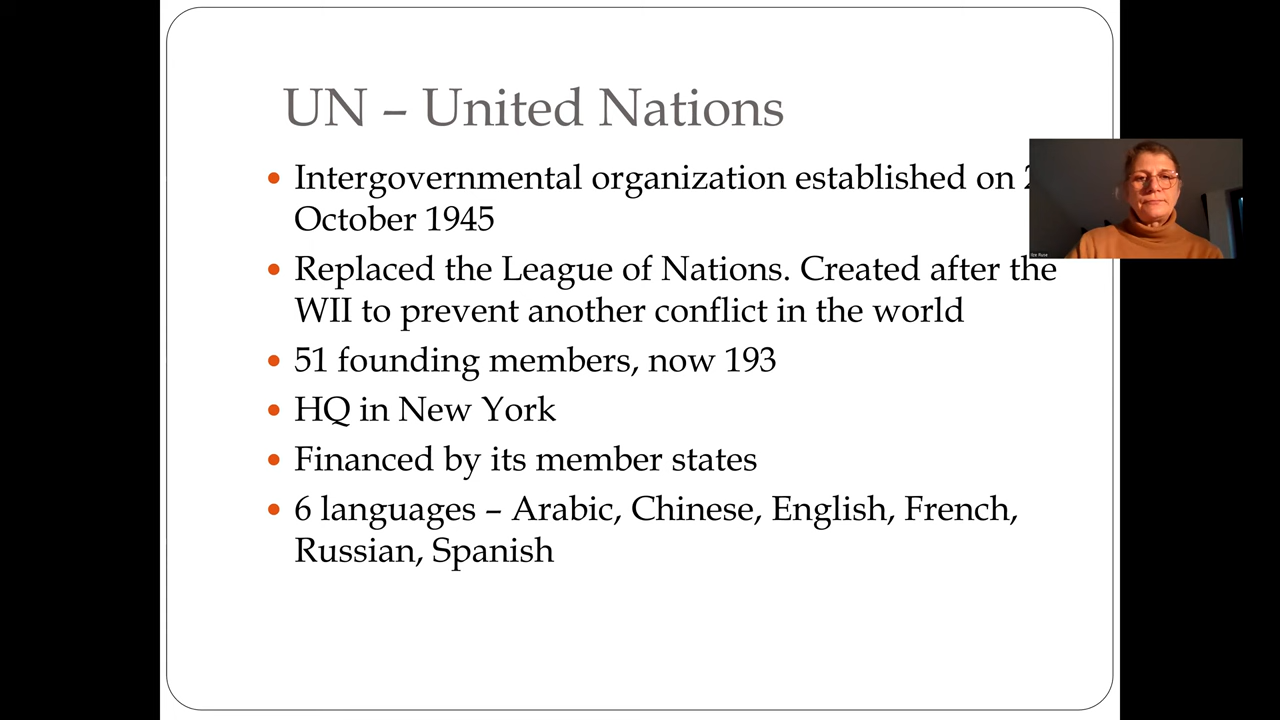 UN – United Nations
Intergovernmental organization established on 2
October 1945
Replaced the League of Nations. Created after the
WII to prevent another conflict in the world
51 founding members, now 193
HQ in New York
Financed by its member states
6 languages – Arabic, Chinese, English, French,
Russian, Spanish